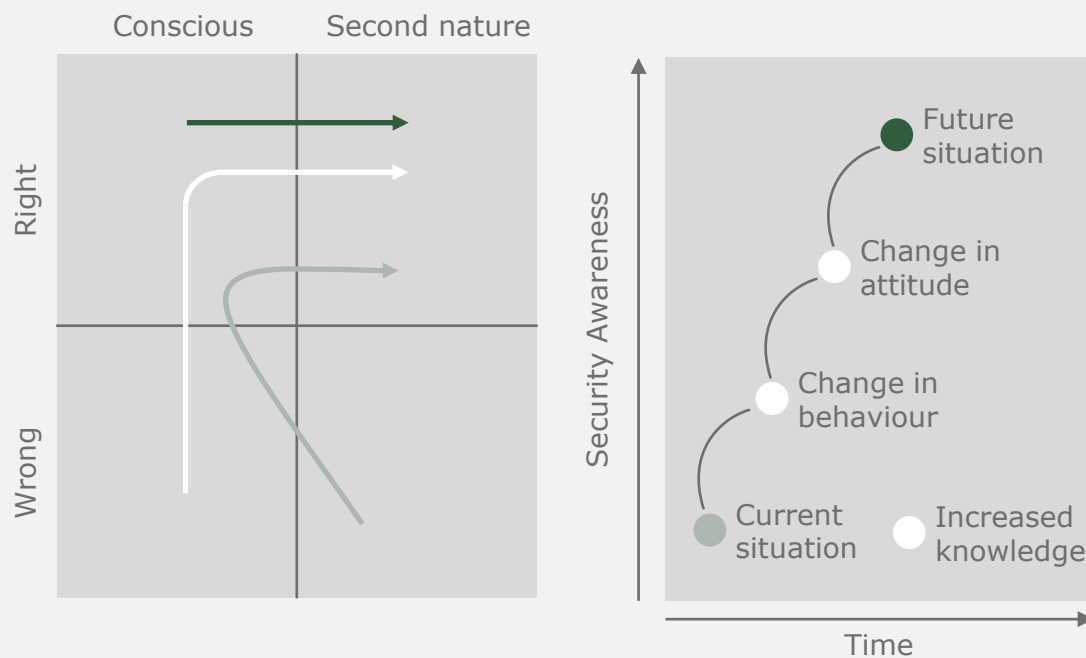 Conscious
Second nature
Right
Wrong
Security Awareness
Future
situation
Change in
attitude
Change in
behaviour
Current
situation
Increased
knowledge
Time